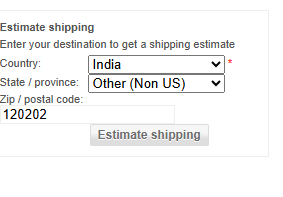 Estimate shipping
Enter your destination to get a shipping estimate
Country: India *
State / province: Other (Non US)
Zip / postal code:
120202
Estimate shipping